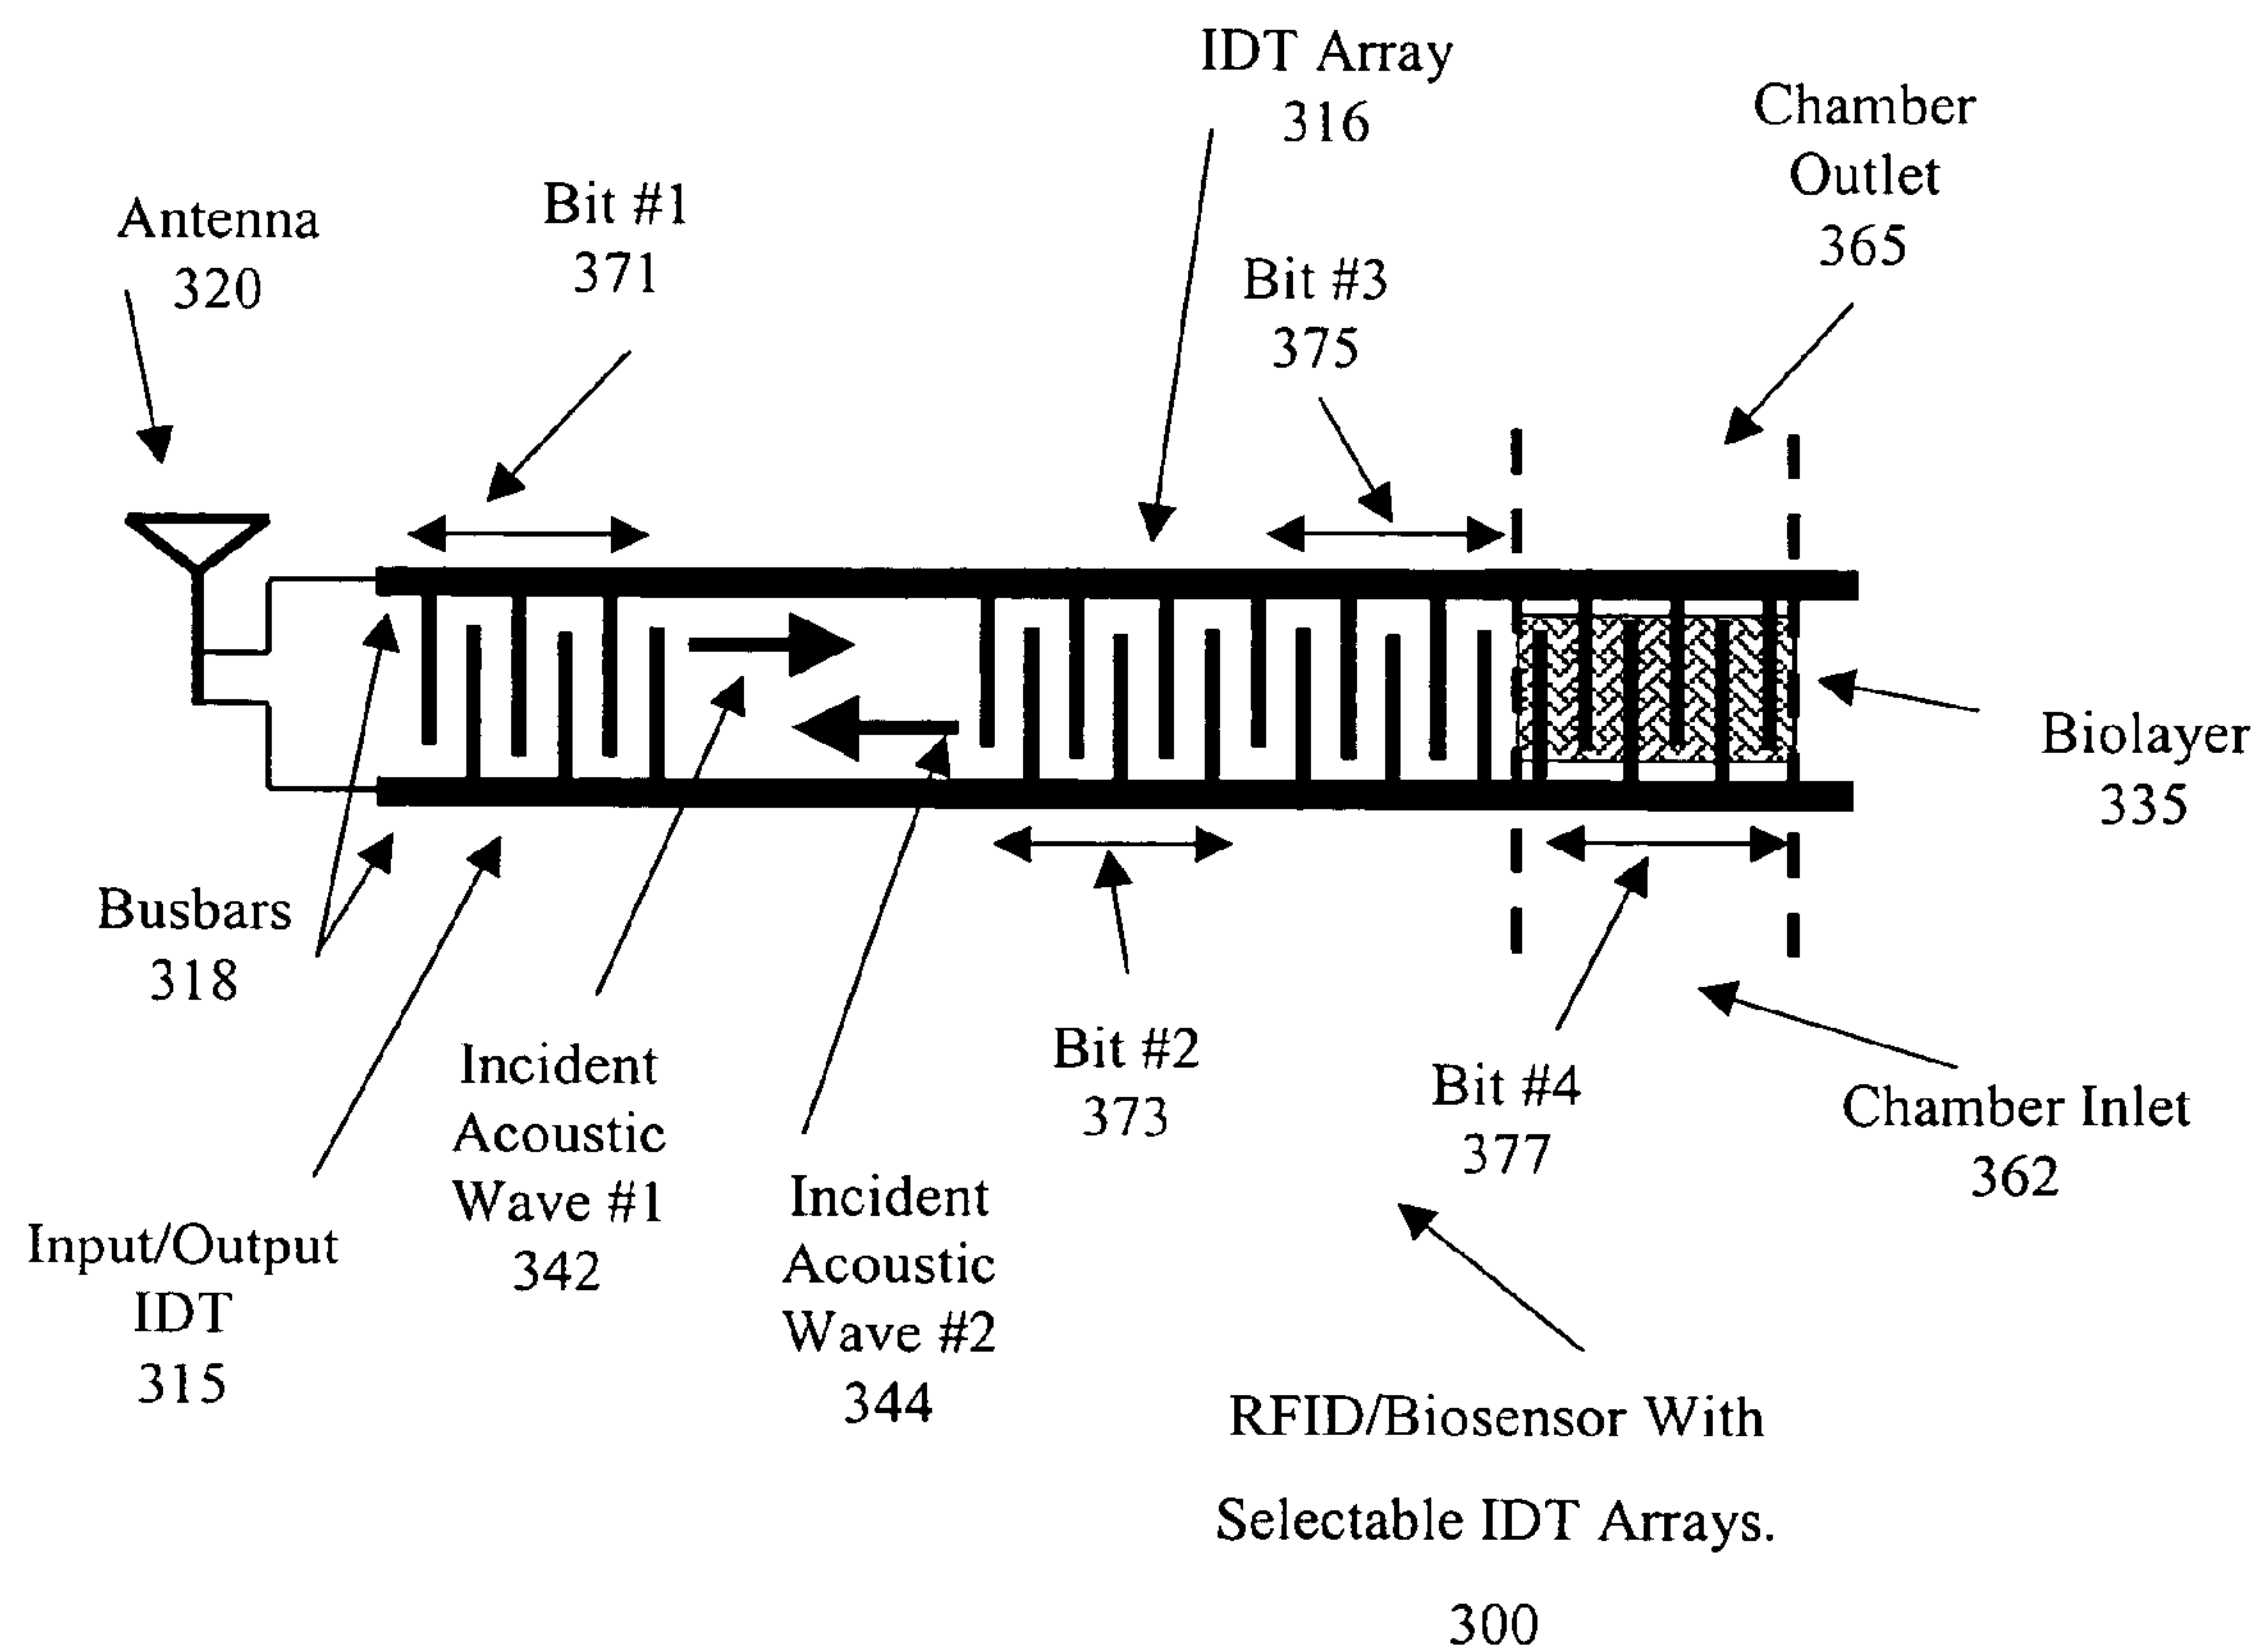 IDT Array
316
Chamber
Outlet
365
Antenna
320
Bit #1
371
Bit #3
375
Biolayer
335
Busbars
318
Incident
Acoustic
Wave #1
342
Bit #2
373
Bit #4
377
Chamber Inlet
362
Input/Output
IDT
315
Incident
Acoustic
Wave #2
344
RFID/Biosensor With
Selectable IDT Arrays.
300